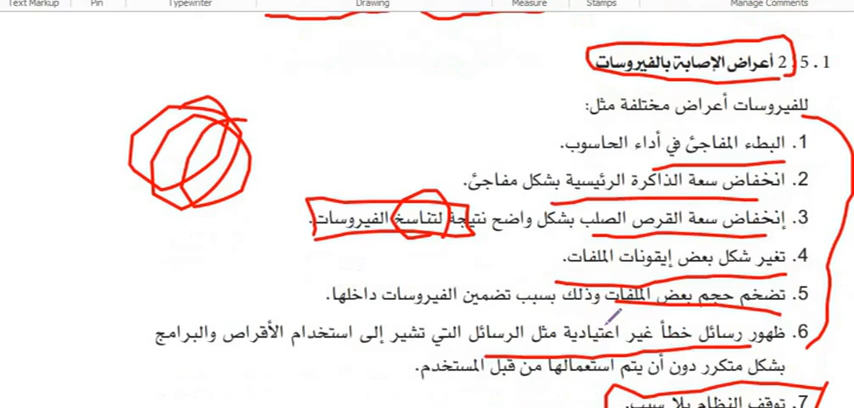 Text Markup Pin Typewriter Drawing Measure Stamps Manage Comments
2.5.1 أعراض الإصابة بالفيروسات
للفيروسات أعراض مختلفة مثل:
1. البطء المفاجئ في أداء الحاسوب.
2. انخفاض سعة الذاكرة الرئيسية بشكل مفاجئ.
3. إنخفاض سعة القرص الصلب بشكل واضح نتيجة لتناسخ الفيروسات.
4. تغير شكل بعض إيقونات الملفات.
5. تضخم حجم بعض الملفات وذلك بسبب تضمين الفيروسات داخلها.
6. ظهور رسائل خطأ غير اعتيادية مثل الرسائل التي تشير إلى استخدام الأقراص والبرامج
بشكل متكرر دون أن يتم استعمالها من قبل المستخدم.
7. توقف النظام بلا سبب.